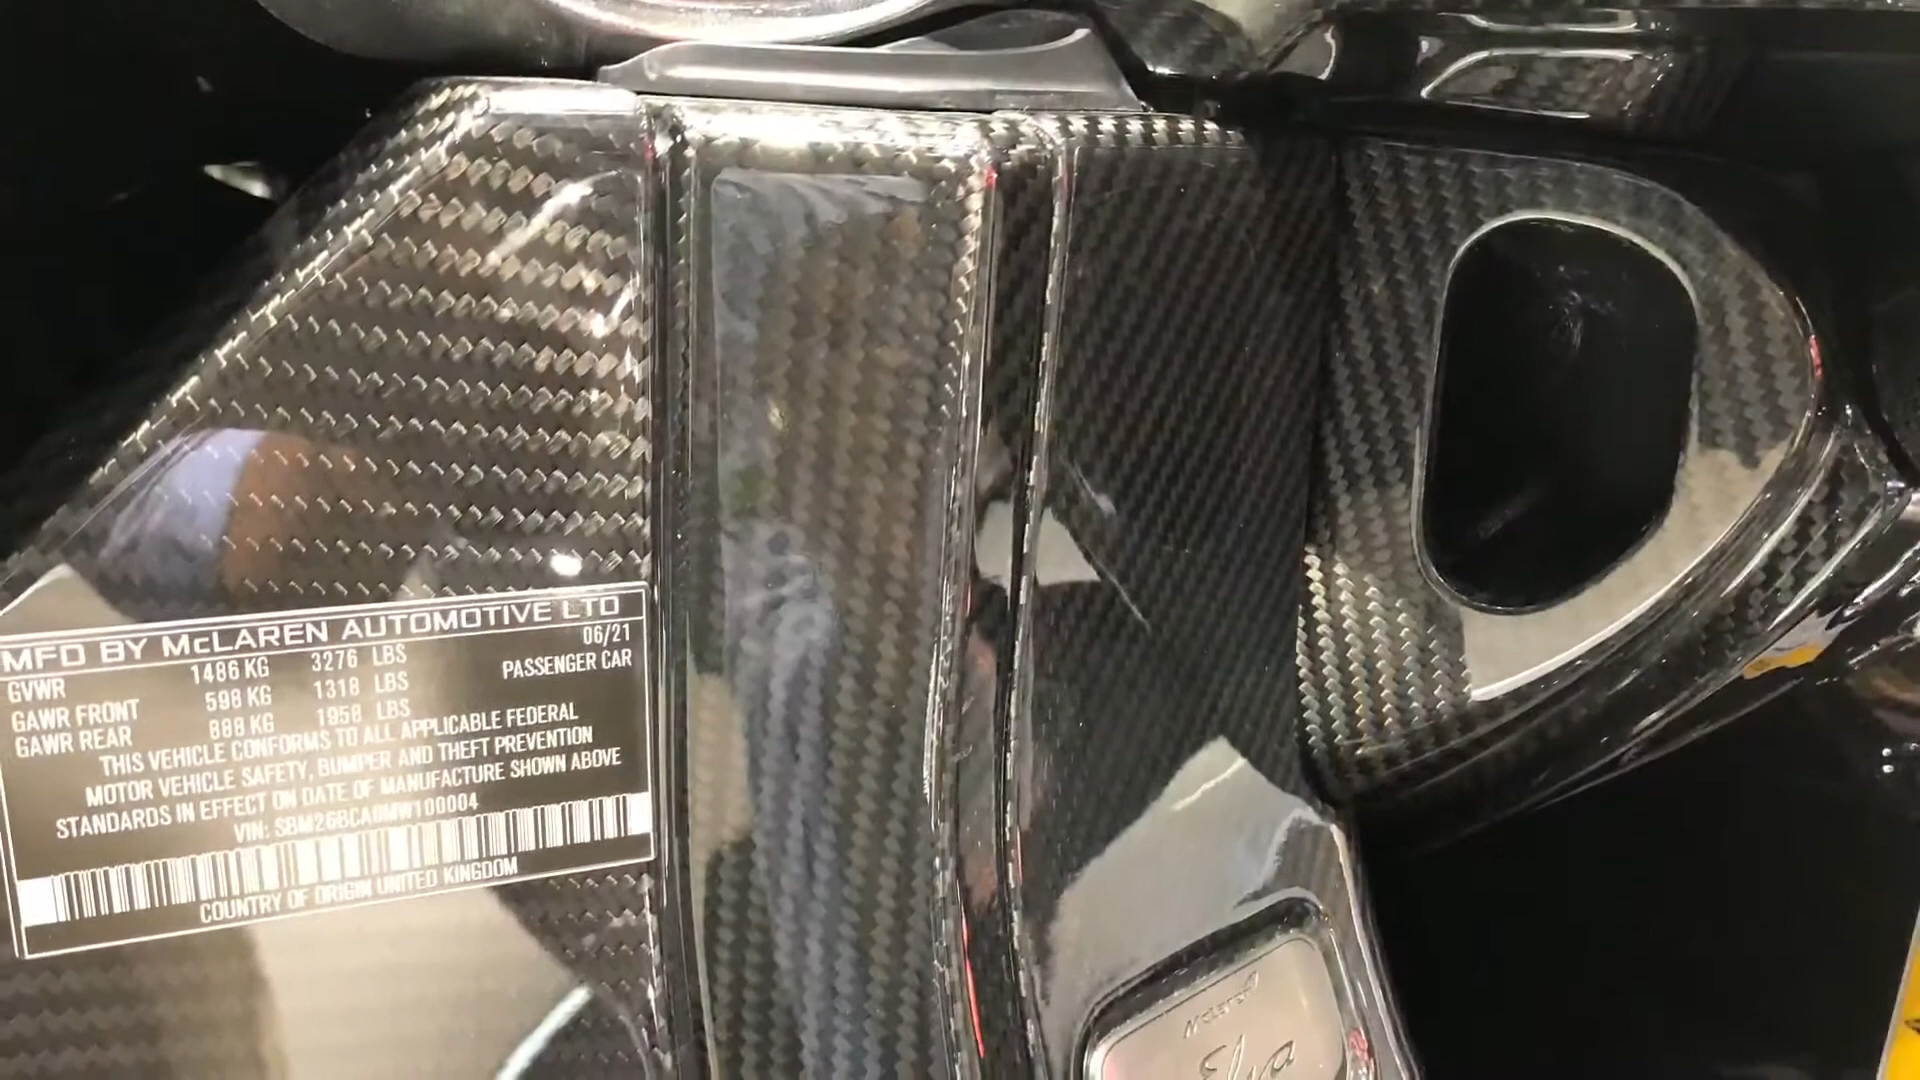 MFD BY McLAREN AUTOMOTIVE LTD
06/21
GVWR 1486 KG 3276 LBS
PASSENGER CAR
GAWR FRONT 598 KG 1318 LBS
GAWR REAR 888 KG 1958 LBS
THIS VEHICLE CONFORMS TO ALL APPLICABLE FEDERAL
MOTOR VEHICLE SAFETY, BUMPER AND THEFT PREVENTION
STANDARDS IN EFFECT ON DATE OF MANUFACTURE SHOWN ABOVE
VIN: SBM26BCA0MW100004
COUNTRY OF ORIGIN UNITED KINGDOM
McLaren
Elva